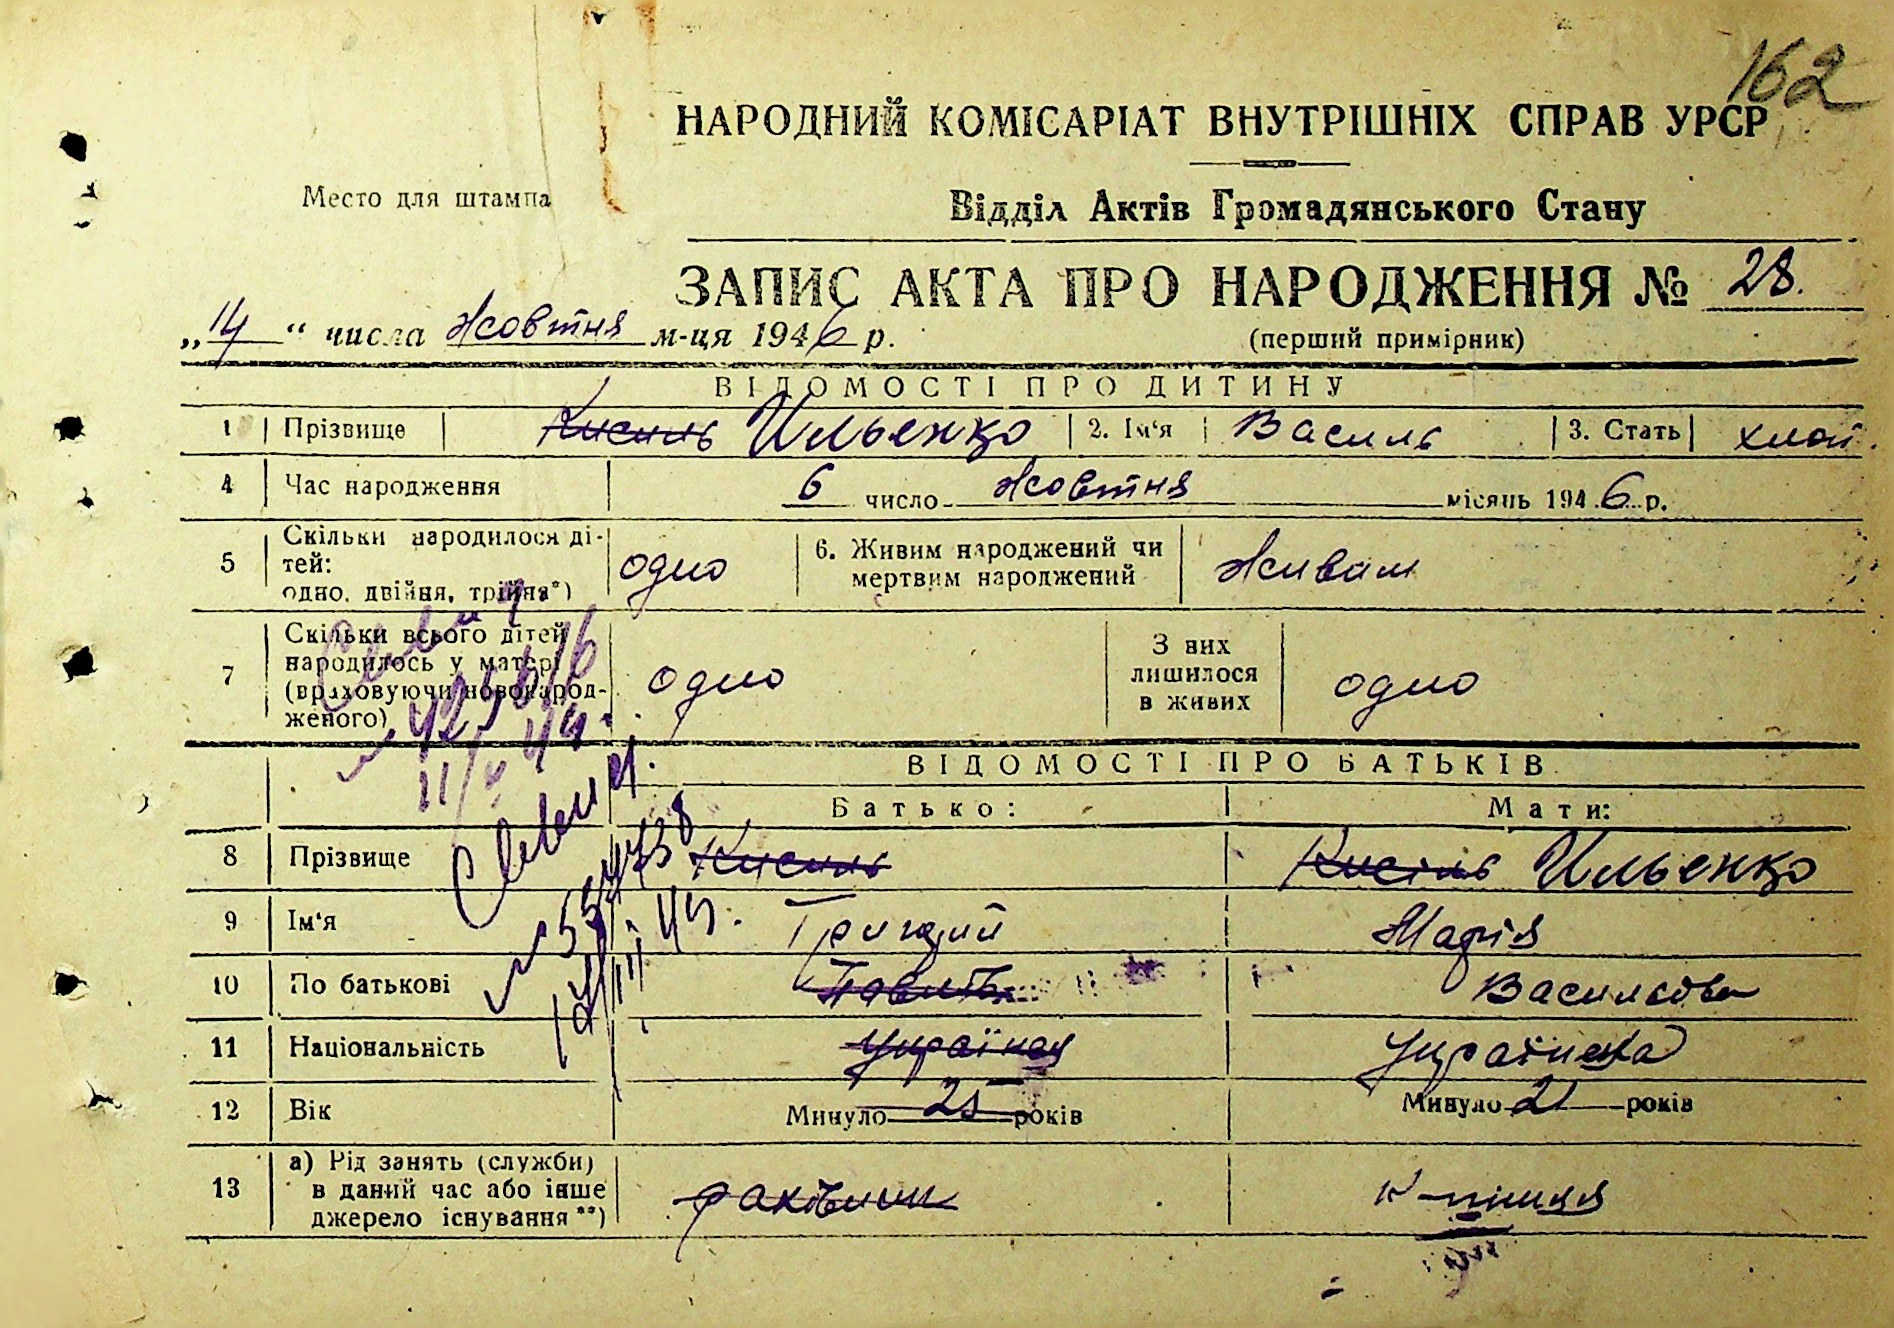 162
НАРОДНИЙ КОМІСАРІАТ ВНУТРІШНІХ СПРАВ УРСР
Место для штампа
Відділ Актів Громадянського Стану
ЗАПИС АКТА ПРО НАРОДЖЕННЯ № 28.
„14“ числа Жовтня м-ця 1946 р.
(перший примірник)
ВІДОМОСТІ ПРО ДИТИНУ
1 Прізвище Кисиль Ильенко 2. Ім‘я Василь 3. Стать хлоп.
4 Час народження 6 число Жовтня місяць 1946 р.
5 Скільки народилося дітей: одно, двійня, трійня*) одно 6. Живим народжений чи мертвим народжений Живим
7 Скільки всього дітей народилось у матері (враховуючи новонародженого) одно З них лишилося в живих одно
ВІДОМОСТІ ПРО БАТЬКІВ
Батько: Мати:
8 Прізвище Кисиль Кисіль Ильенко
9 Ім‘я Григорий Марія
10 По батькові Василовна
11 Національність українец Українка
12 Вік Минуло 25 років Минуло 21 років
13 а) Рід занять (служби) в даний час або інше джерело існування**) рахівник